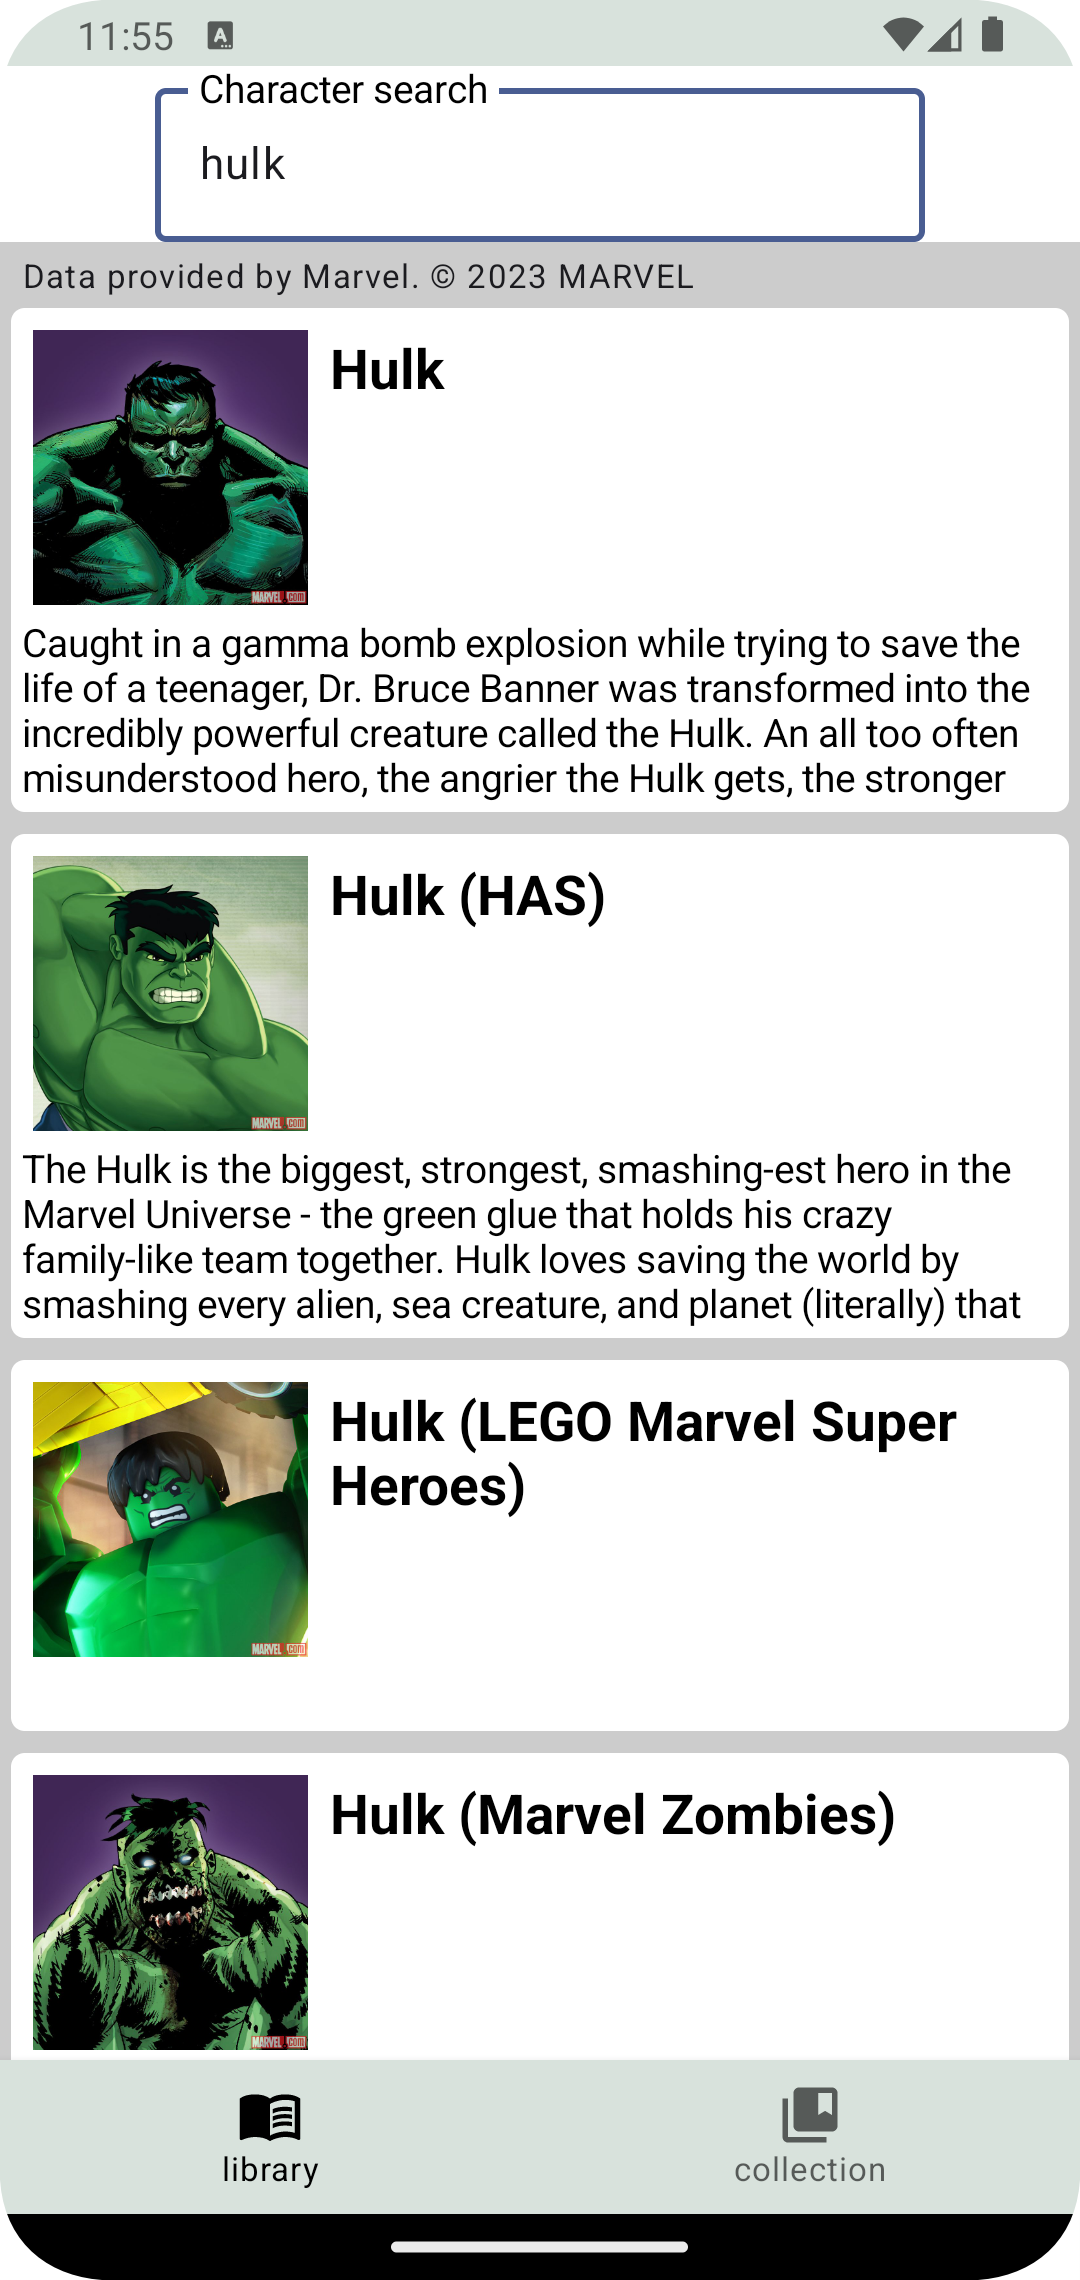 11:55
Character search
hulk
Data provided by Marvel. © 2023 MARVEL
Hulk
MARVEL.com
Caught in a gamma bomb explosion while trying to save the
life of a teenager, Dr. Bruce Banner was transformed into the
incredibly powerful creature called the Hulk. An all too often
misunderstood hero, the angrier the Hulk gets, the stronger
Hulk (HAS)
MARVEL.com
The Hulk is the biggest, strongest, smashing-est hero in the
Marvel Universe - the green glue that holds his crazy
family-like team together. Hulk loves saving the world by
smashing every alien, sea creature, and planet (literally) that
Hulk (LEGO Marvel Super
Heroes)
MARVEL.com
Hulk (Marvel Zombies)
MARVEL.com
library
collection